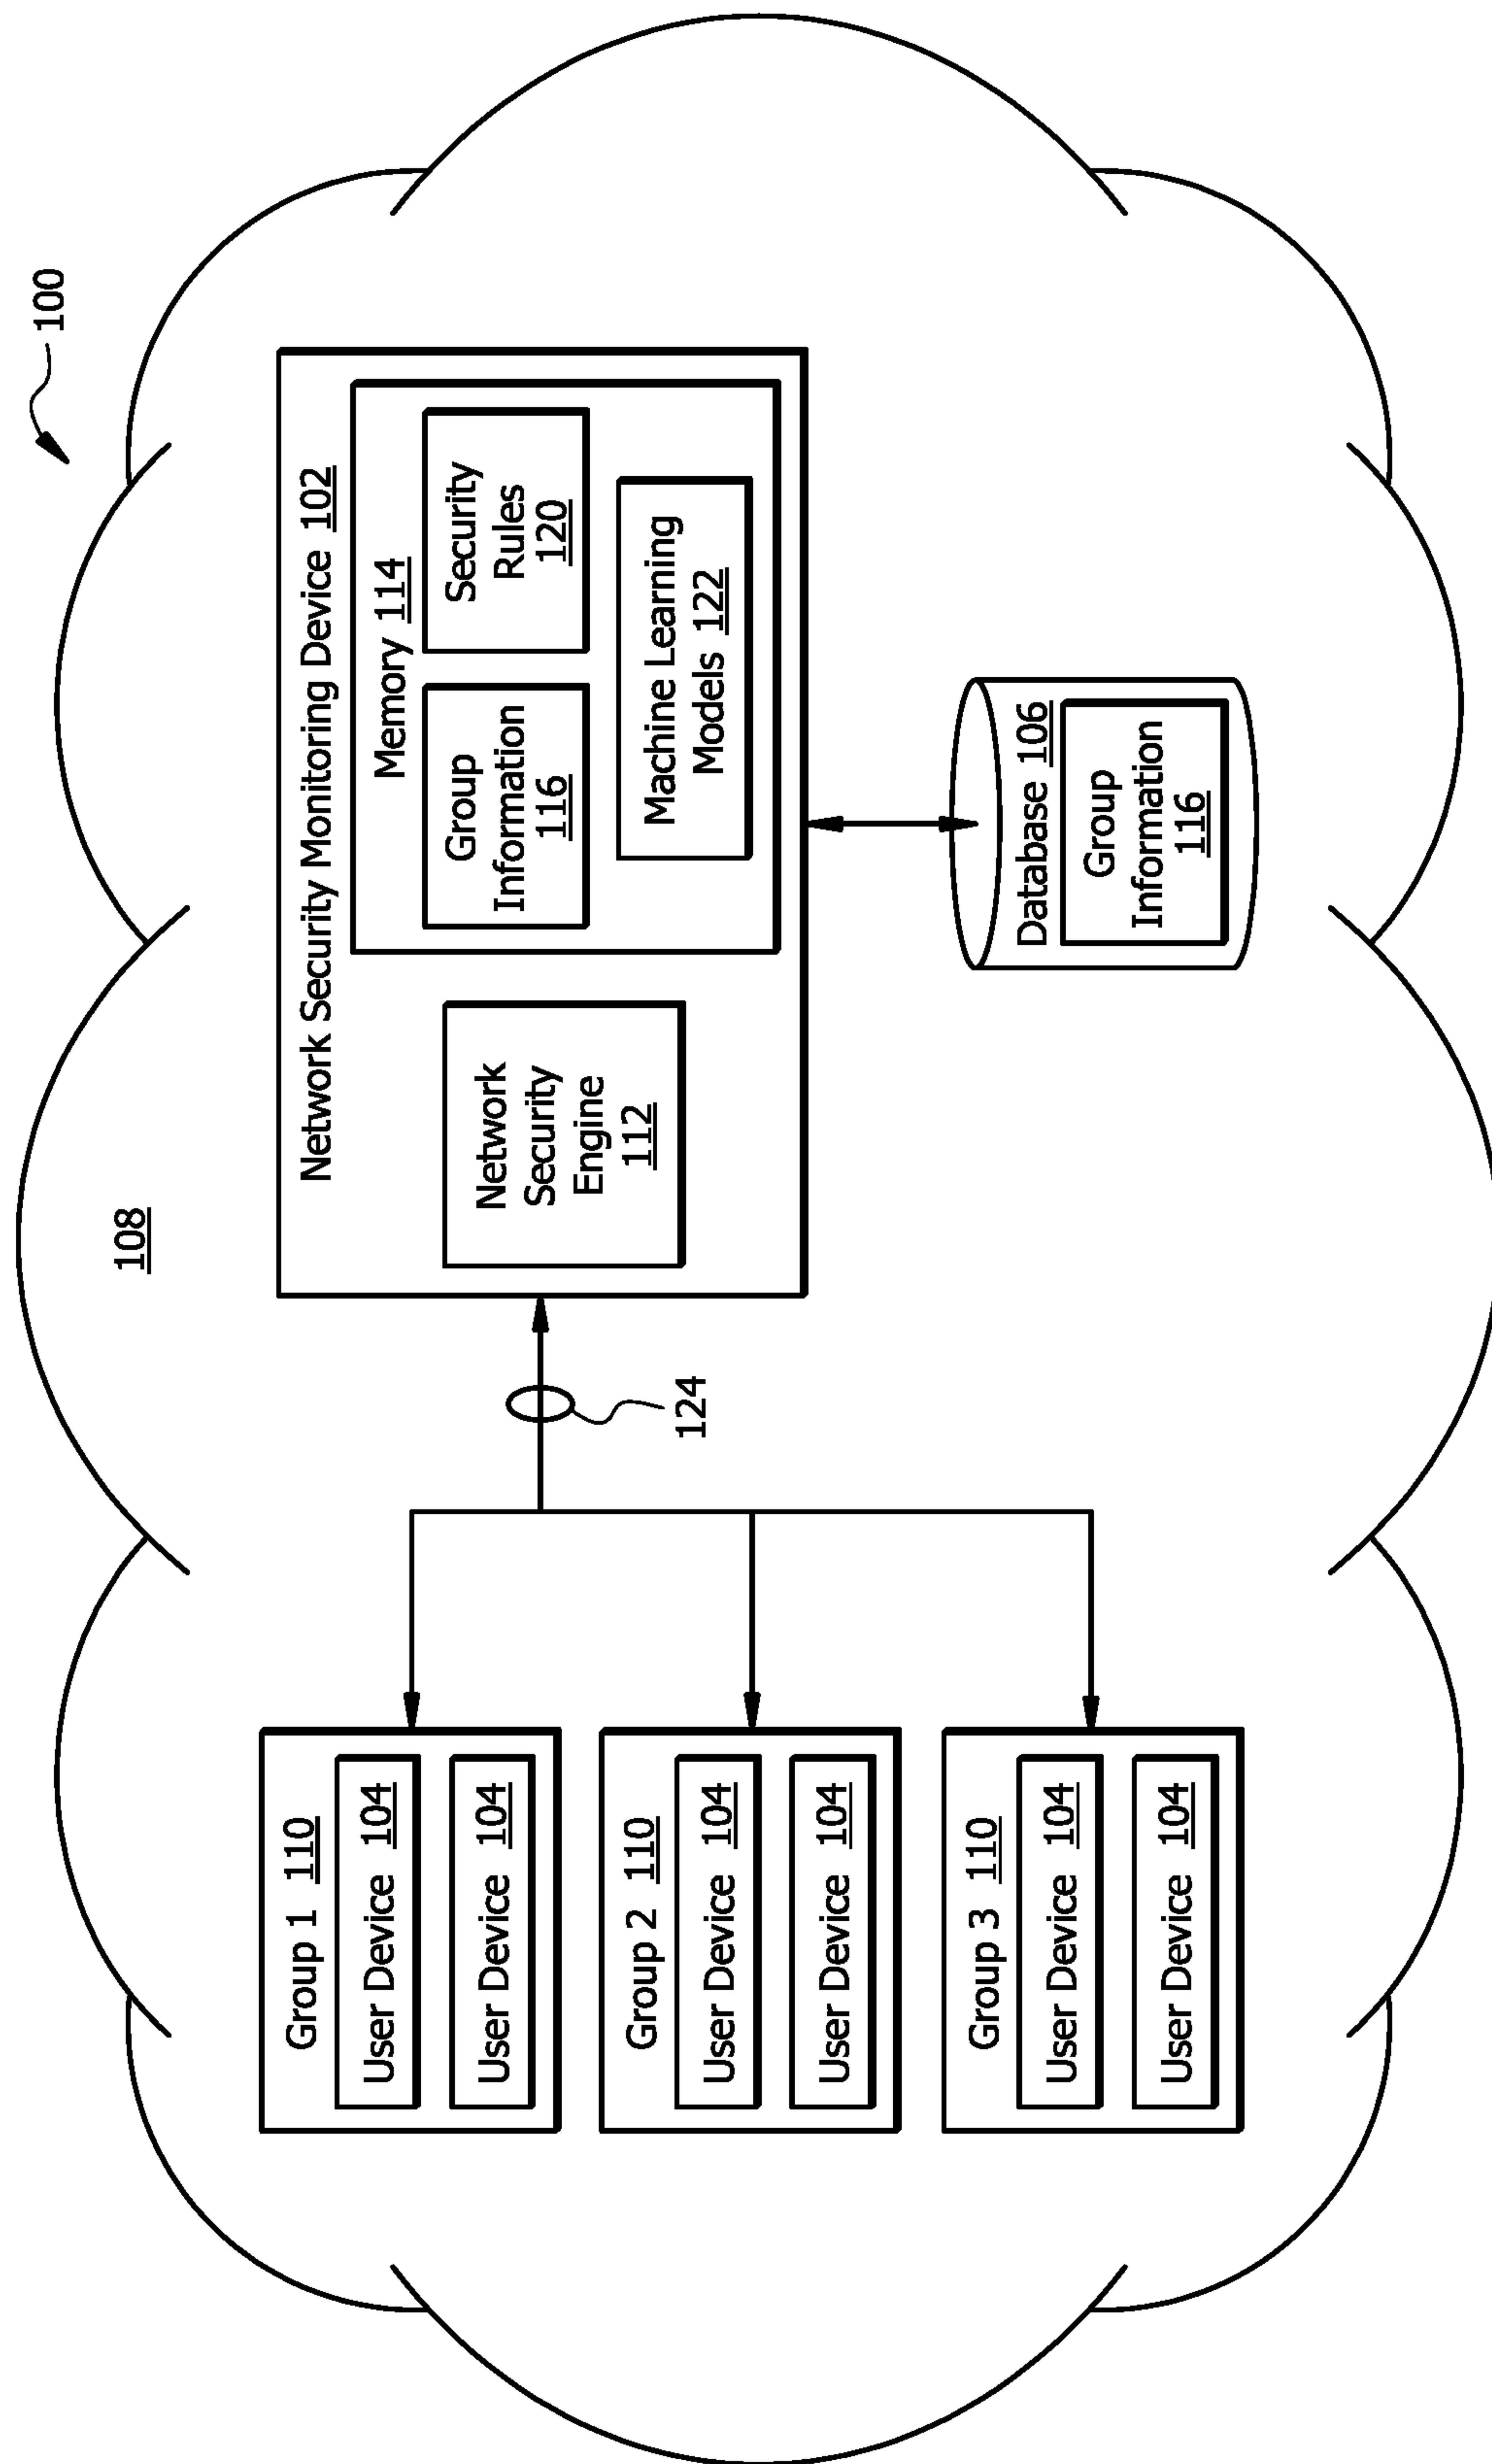 100
108
Network Security Monitoring Device 102
Group 1 110
User Device 104
User Device 104
Group 2 110
User Device 104
User Device 104
Group 3 110
User Device 104
User Device 104
124
Network
Security
Engine
112
Memory 114
Group
Information
116
Security
Rules
120
Machine Learning
Models 122
Database 106
Group
Information
116